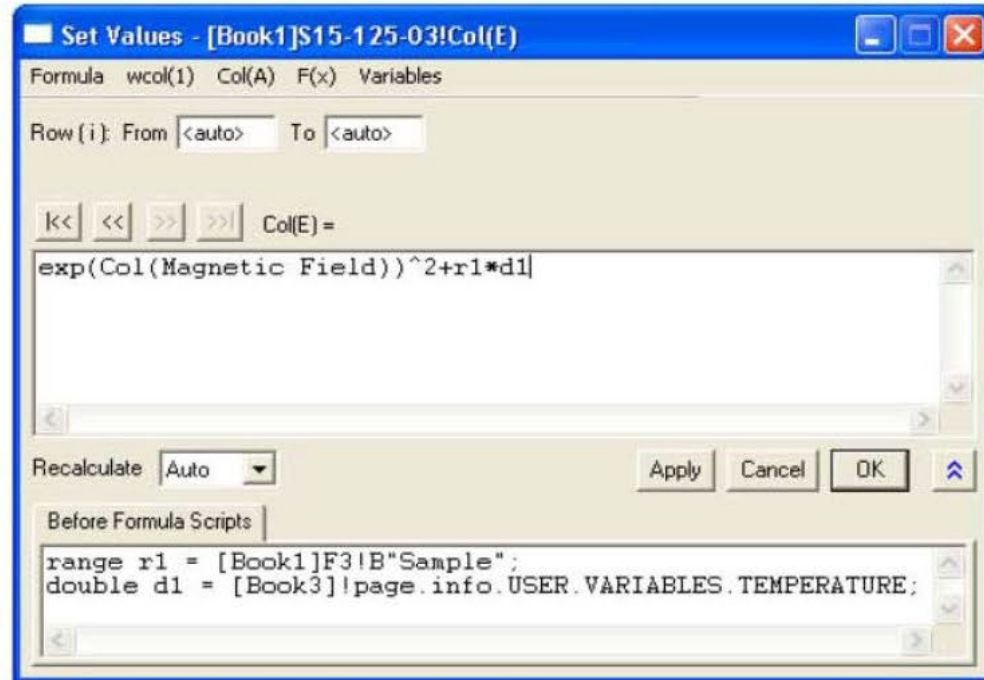 Set Values - [Book1]S15-125-03!Col(E)
Formula wcol(1) Col(A) F(x) Variables
Row (i): From <auto> To <auto>
|<< << >> >>| Col(E) =
exp(Col(Magnetic Field))^2+r1*d1
Recalculate Auto Apply Cancel OK
Before Formula Scripts
range r1 = [Book1]F3!B"Sample";
double d1 = [Book3]!page.info.USER.VARIABLES.TEMPERATURE;